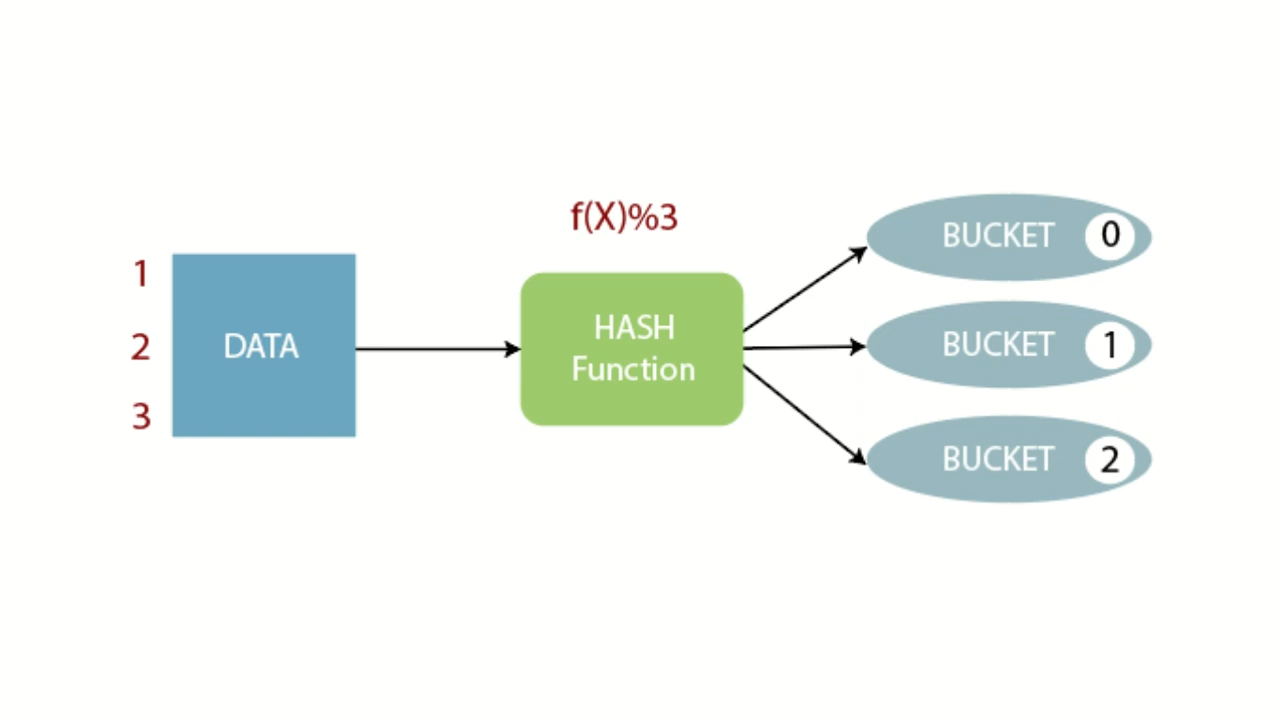 1
2
3
DATA
f(X)%3
HASH
Function
BUCKET 0
BUCKET 1
BUCKET 2